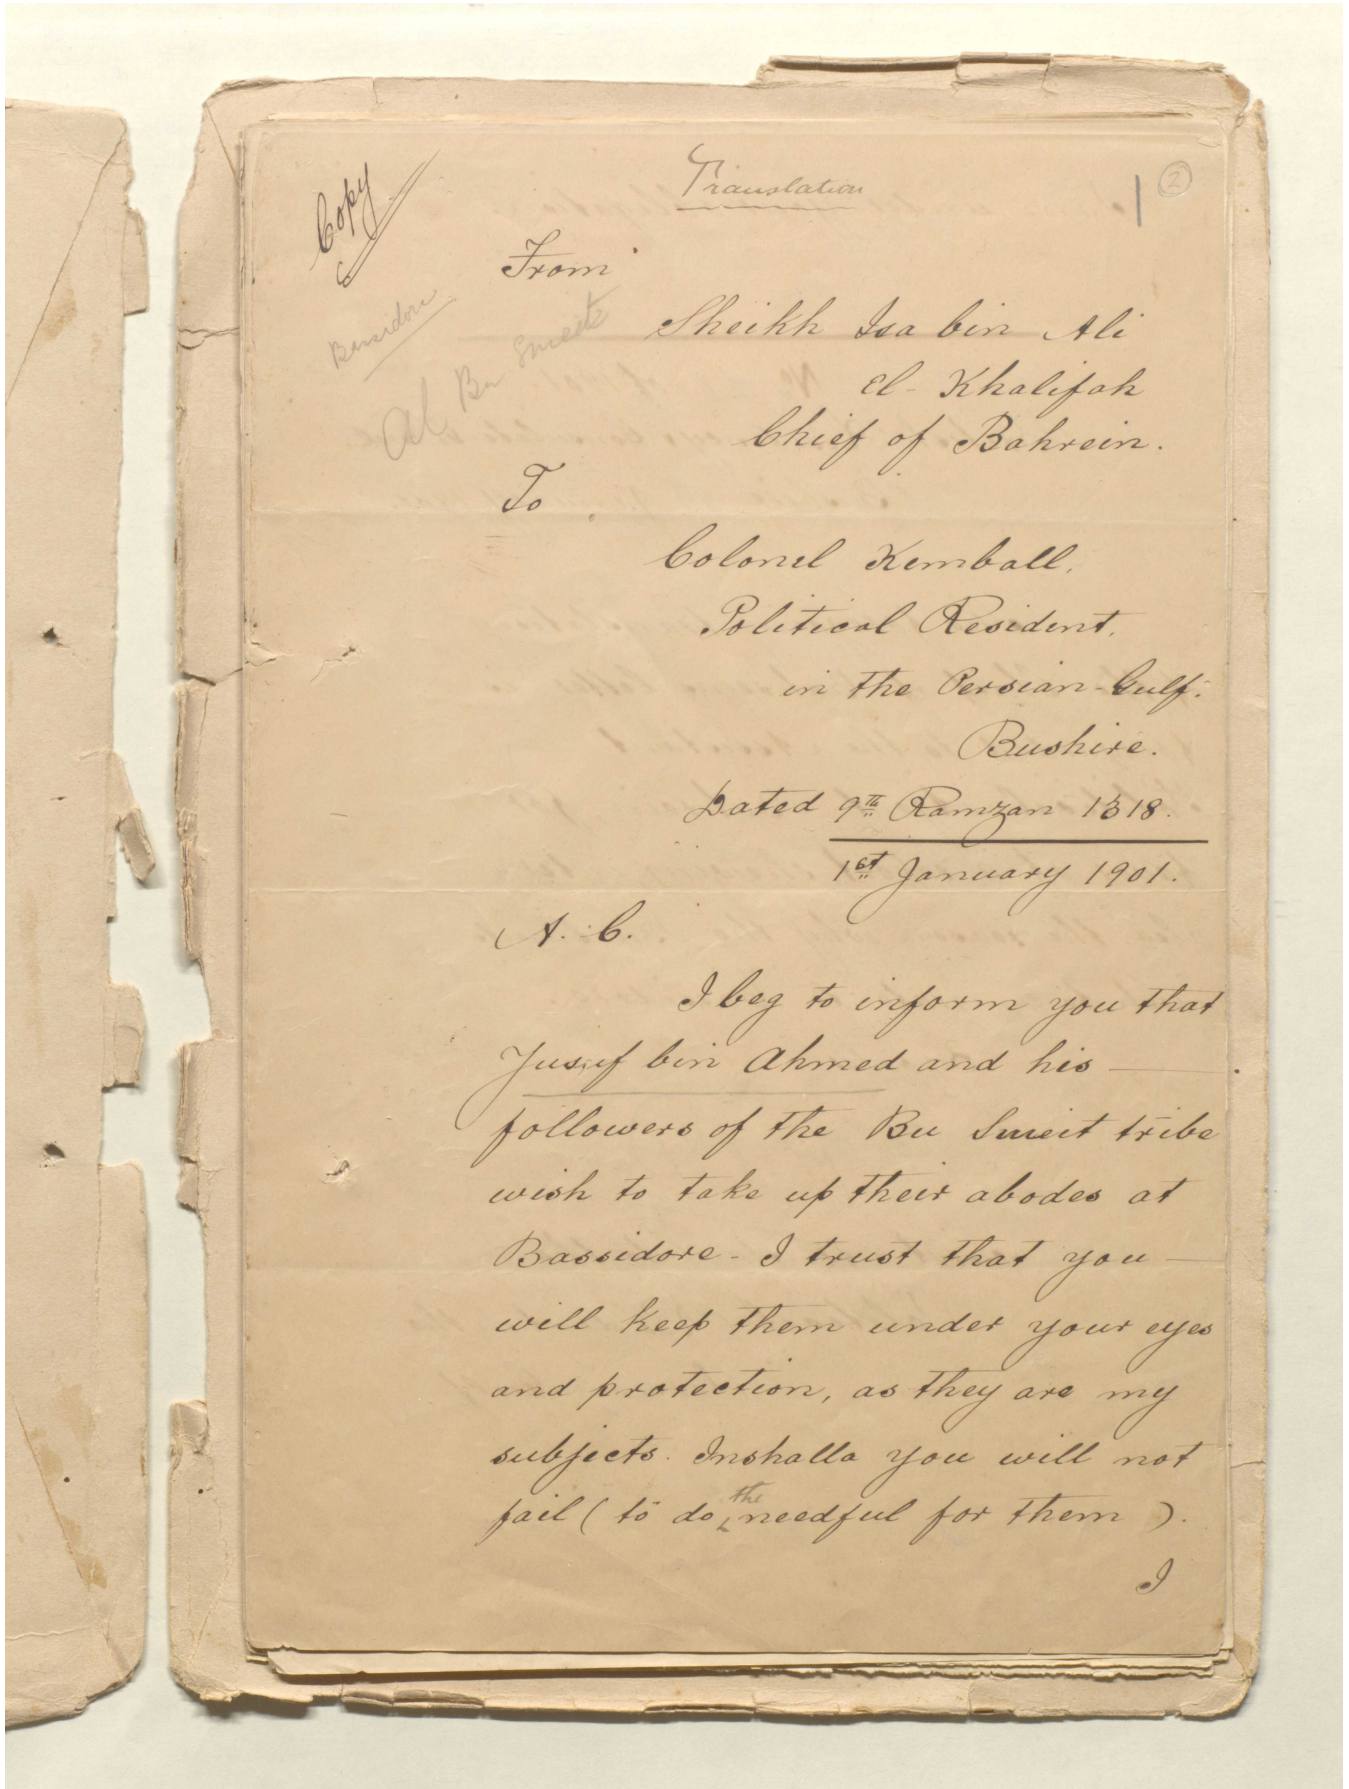 Translation
1
2
Copy
Bassidore
Al Bu Smeit
From
Sheikh Isa bin Ali
el-Khalifah
Chief of Bahrein.
To
Colonel Kemball.
Political Resident.
in the Persian-Gulf.
Bushire.
Dated 9th Ramzan 1318.
1st January 1901.
A. C.
I beg to inform you that
Yusuf bin Ahmed and his —
followers of the Bu Smeit tribe
wish to take up their abodes at
Bassidore - I trust that you —
will keep them under your eyes
and protection, as they are my
subjects. Inshalla you will not
fail (to do the needful for them).
I